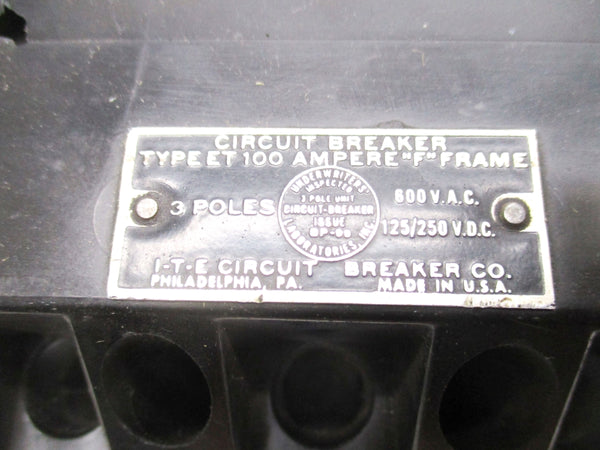 CIRCUIT BREAKER
TYPE ET 100 AMPERE "F" FRAME
3 POLES
UNDERWRITERS'
INSPECTED
3 POLE UNIT
CIRCUIT-BREAKER
ISSUE
LABORATORIES, INC.
600 V.A.C.
125/250 V.D.C.
I-T-E CIRCUIT BREAKER CO.
PHILADELPHIA, PA. MADE IN U.S.A.